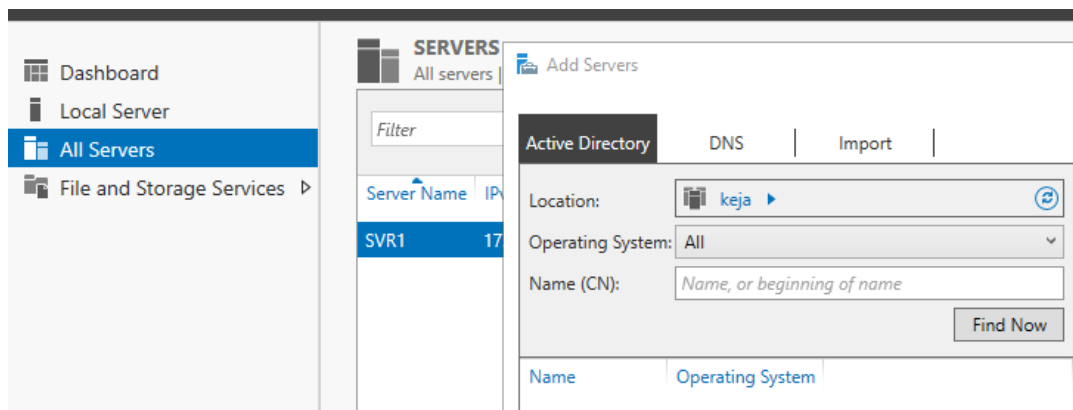 Dashboard
Local Server
All Servers
File and Storage Services
SERVERS
All servers |
Filter
Server Name
SVR1 17
Add Servers
Active Directory DNS Import
Location: keja
Operating System: All
Name (CN): Name, or beginning of name
Find Now
Name Operating System